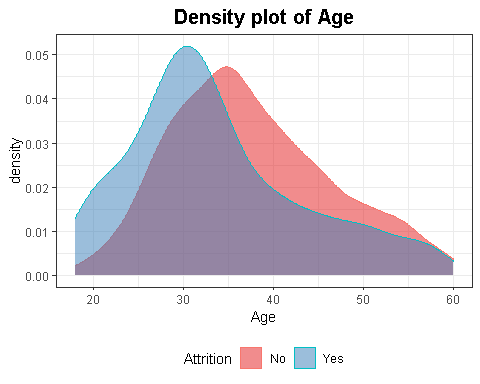 Density plot of Age
density
0.05
0.04
0.03
0.02
0.01
0.00
20 30 40 50 60
Age
Attrition No Yes